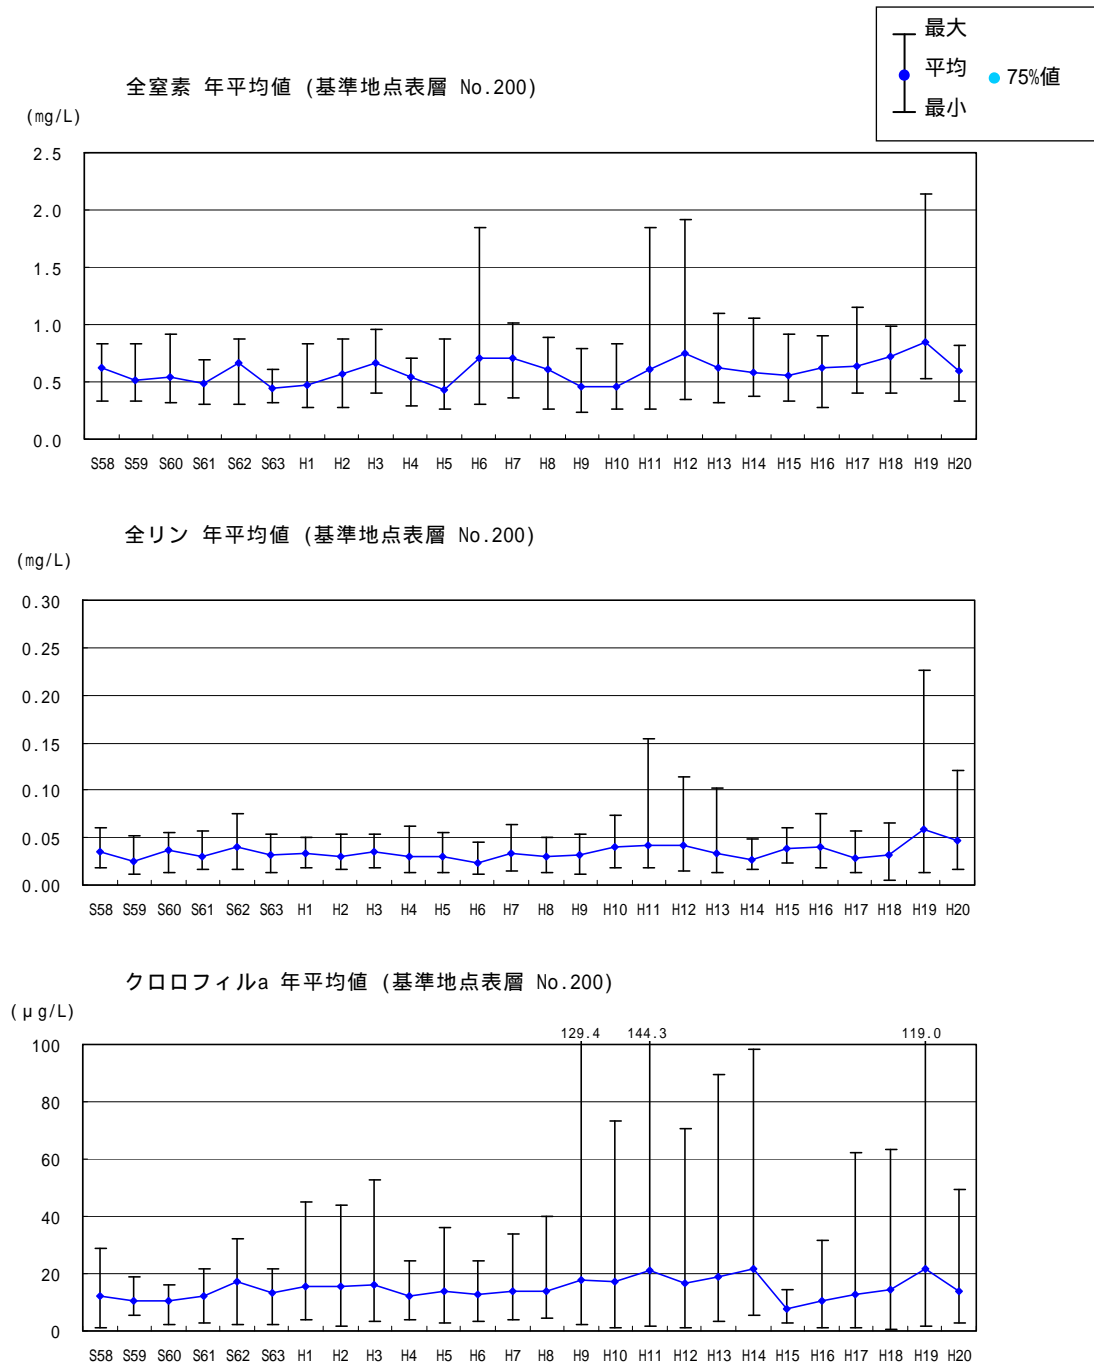 最大
平均
75%値
最小
全窒素 年平均値 (基準地点表層 No.200)
(mg/L)
2.5
2.0
1.5
1.0
0.5
0.0
S58 S59 S60 S61 S62 S63 H1 H2 H3 H4 H5 H6 H7 H8 H9 H10 H11 H12 H13 H14 H15 H16 H17 H18 H19 H20
全リン 年平均値 (基準地点表層 No.200)
(mg/L)
0.30
0.25
0.20
0.15
0.10
0.05
0.00
S58 S59 S60 S61 S62 S63 H1 H2 H3 H4 H5 H6 H7 H8 H9 H10 H11 H12 H13 H14 H15 H16 H17 H18 H19 H20
クロロフィルa 年平均値 (基準地点表層 No.200)
(μg/L)
129.4 144.3 119.0
100
80
60
40
20
0
S58 S59 S60 S61 S62 S63 H1 H2 H3 H4 H5 H6 H7 H8 H9 H10 H11 H12 H13 H14 H15 H16 H17 H18 H19 H20